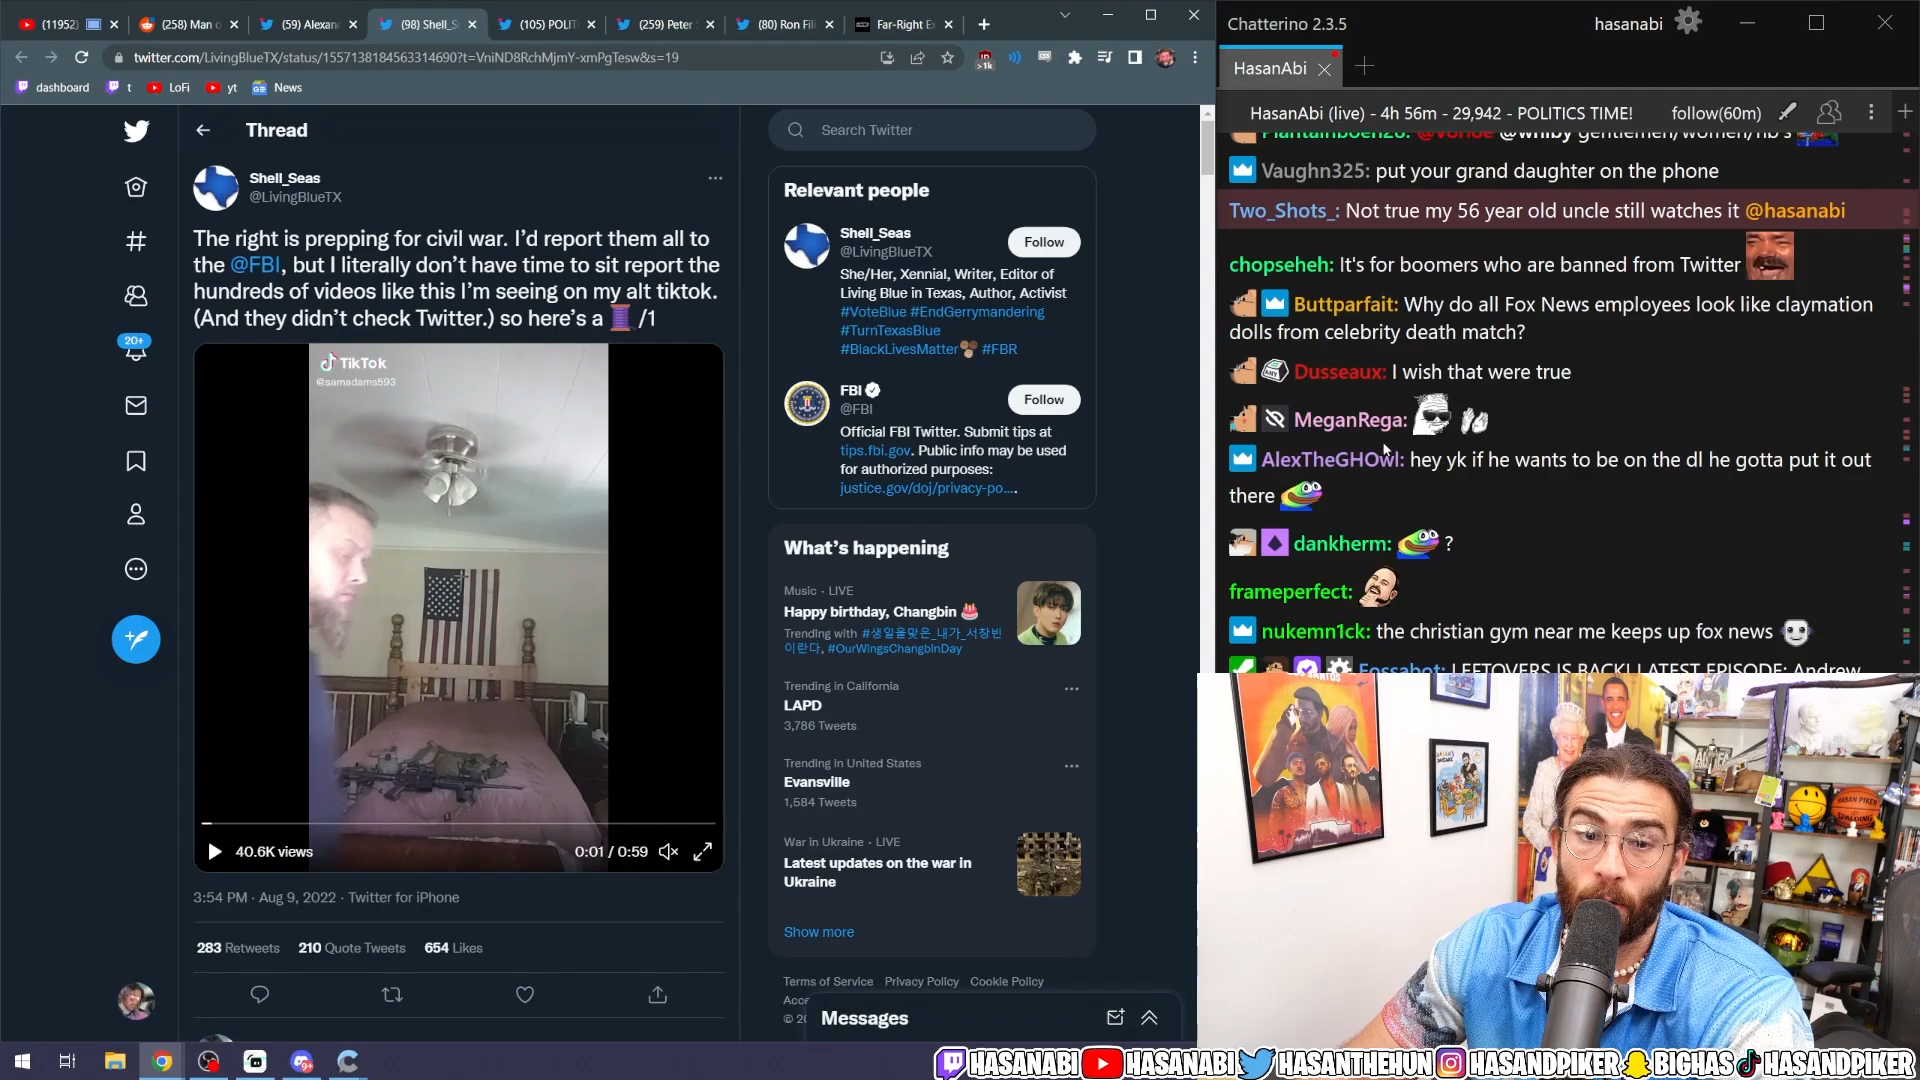 (11952)
(258) Man o
(59) Alexan
(98) Shell_S
(105) POLIT
(259) Peter
(80) Ron Fili
Far-Right Ex
twitter.com/LivingBlueTX/status/1557138184563314690?t=VniND8RchMjmY-xmPgTesw&s=19
>1k
dashboard
t
LoFi
yt
News
Thread
Shell_Seas
@LivingBlueTX
The right is prepping for civil war. I'd report them all to
the @FBI, but I literally don't have time to sit report the
hundreds of videos like this I'm seeing on my alt tiktok.
(And they didn't check Twitter.) so here's a 🧵 /1
20+
TikTok
@samadams593
40.6K views
0:01 / 0:59
3:54 PM · Aug 9, 2022 · Twitter for iPhone
283 Retweets 210 Quote Tweets 654 Likes
Search Twitter
Relevant people
Shell_Seas
@LivingBlueTX
Follow
She/Her, Xennial, Writer, Editor of
Living Blue in Texas, Author, Activist
#VoteBlue #EndGerrymandering
#TurnTexasBlue
#BlackLivesMatter #FBR
FBI
@FBI
Follow
Official FBI Twitter. Submit tips at
tips.fbi.gov. Public info may be used
for authorized purposes:
justice.gov/doj/privacy-po….
What's happening
Music · LIVE
Happy birthday, Changbin 🎂
Trending with #생일을맞은_내가_서창빈
이란다, #OurWingsChangbinDay
Trending in California
LAPD
3,786 Tweets
Trending in United States
Evansville
1,584 Tweets
War in Ukraine · LIVE
Latest updates on the war in
Ukraine
Show more
Terms of Service Privacy Policy Cookie Policy
Acce
© 20
Messages
Chatterino 2.3.5
hasanabi
HasanAbi
HasanAbi (live) - 4h 56m - 29,942 - POLITICS TIME!
follow(60m)
Vaughn325: put your grand daughter on the phone
Two_Shots_: Not true my 56 year old uncle still watches it @hasanabi
chopseheh: It's for boomers who are banned from Twitter
Buttparfait: Why do all Fox News employees look like claymation
dolls from celebrity death match?
Dusseaux: I wish that were true
MeganRega:
AlexTheGHOwl: hey yk if he wants to be on the dl he gotta put it out
there
dankherm: ?
frameperfect:
nukemn1ck: the christian gym near me keeps up fox news
Fossabot: LEFTOVERS IS BACK! LATEST EPISODE: Andrew
HASAN PIKER
SPALDING
HASANABI HASANABI HASANTHEHUN HASANDPIKER BIGHAS HASANDPIKER